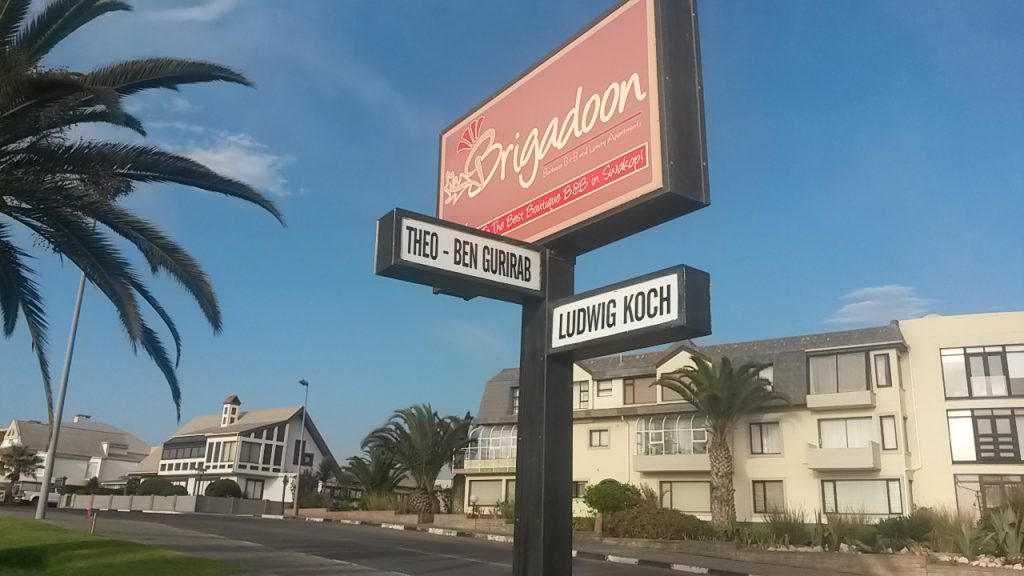 Brigadoon
Boutique B&B and Luxury Apartments
The Best Boutique B&B in Swakop!
THEO - BEN GURIRAB
LUDWIG KOCH